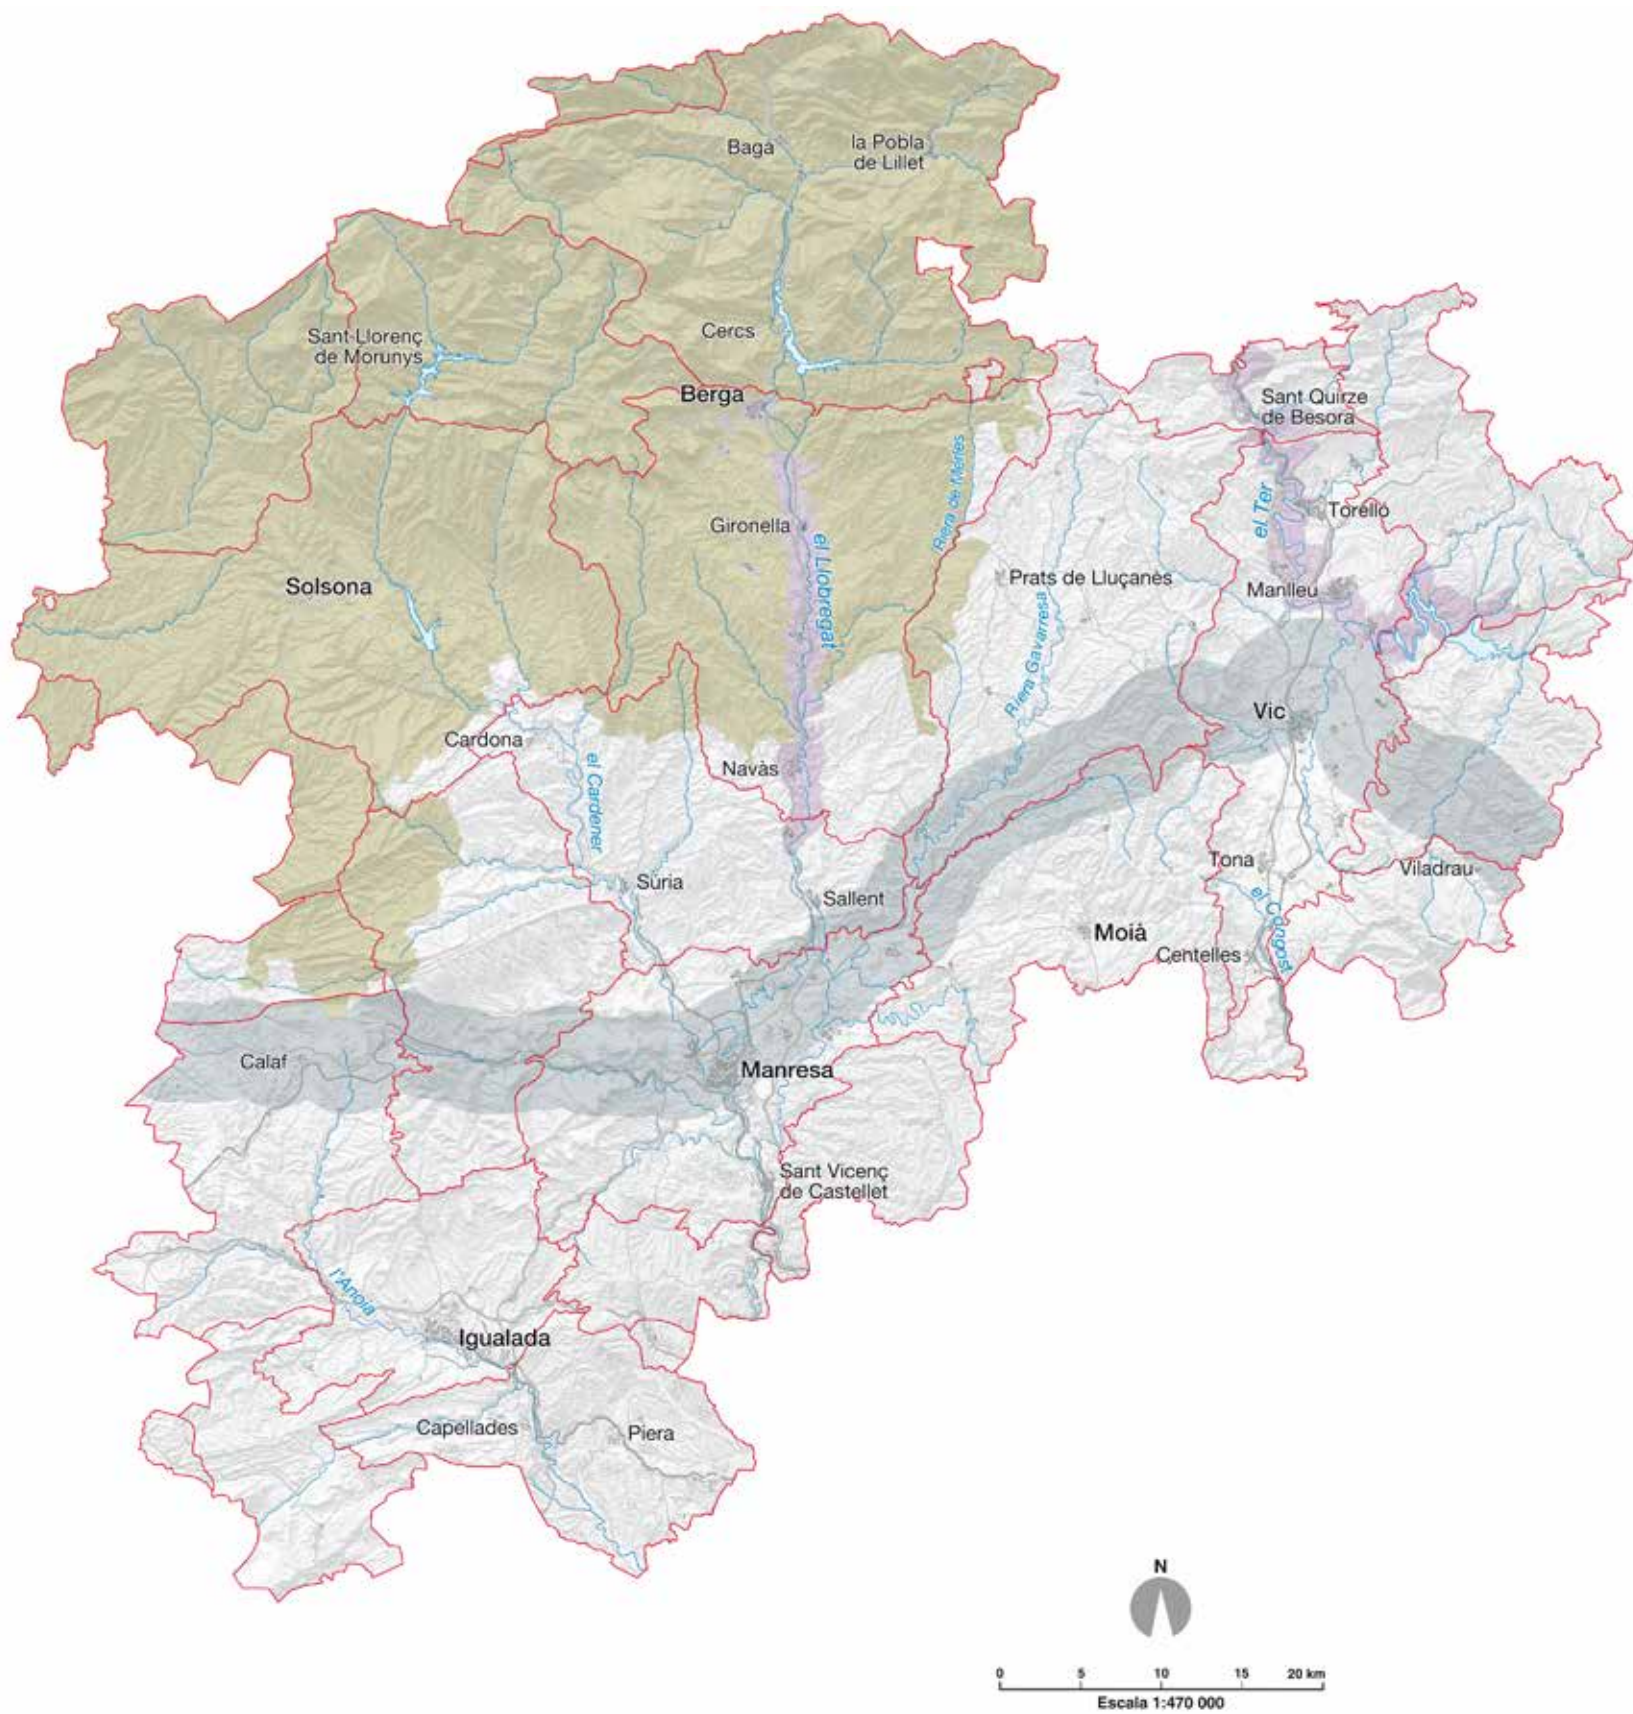 Bagà
la Pobla
de Lillet
Sant Llorenç
de Morunys
Cercs
Berga
Sant Quirze
de Besora
Riera de Merlès
Gironella
el Llobregat
el Ter
Torelló
Solsona
Prats de Lluçanès
Manlleu
Riera Gavarresa
Cardona
el Cardener
Navàs
Vic
Súria
Sallent
Tona
Viladrau
el Congost
Moià
Centelles
Calaf
Manresa
Sant Vicenç
de Castellet
l'Anoia
Igualada
Capellades
Piera
N
0 5 10 15 20 km
Escala 1:470 000